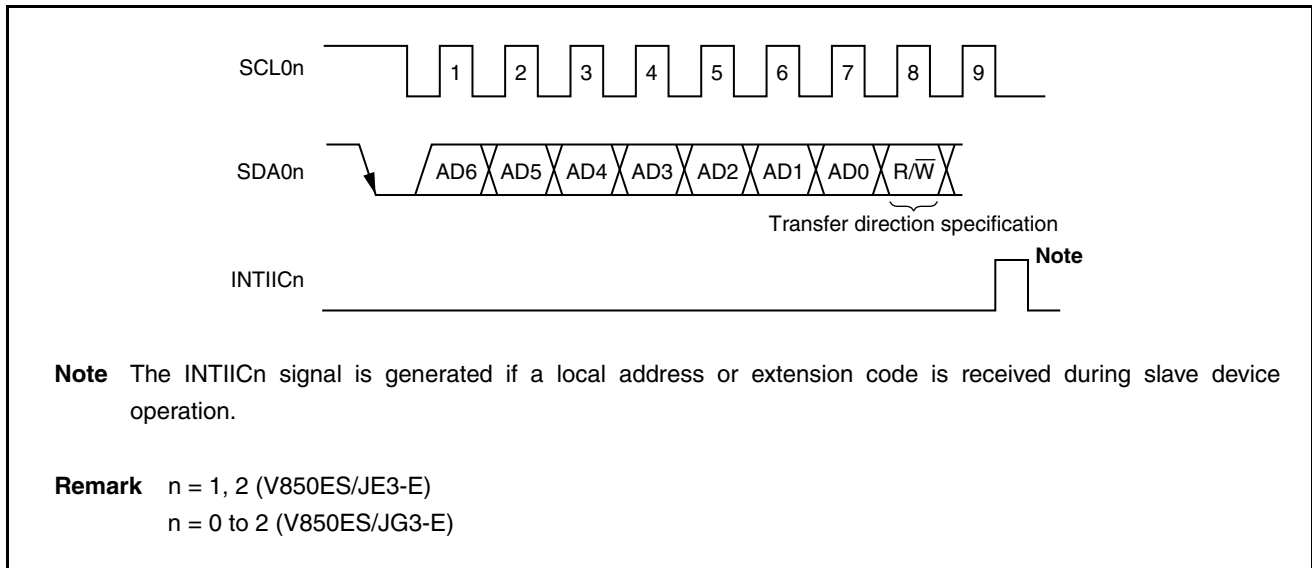 SCL0n
1 2 3 4 5 6 7 8 9
SDA0n
AD6 AD5 AD4 AD3 AD2 AD1 AD0 R/W̅
Transfer direction specification
Note
INTIICn
Note The INTIICn signal is generated if a local address or extension code is received during slave device
operation.
Remark n = 1, 2 (V850ES/JE3-E)
n = 0 to 2 (V850ES/JG3-E)